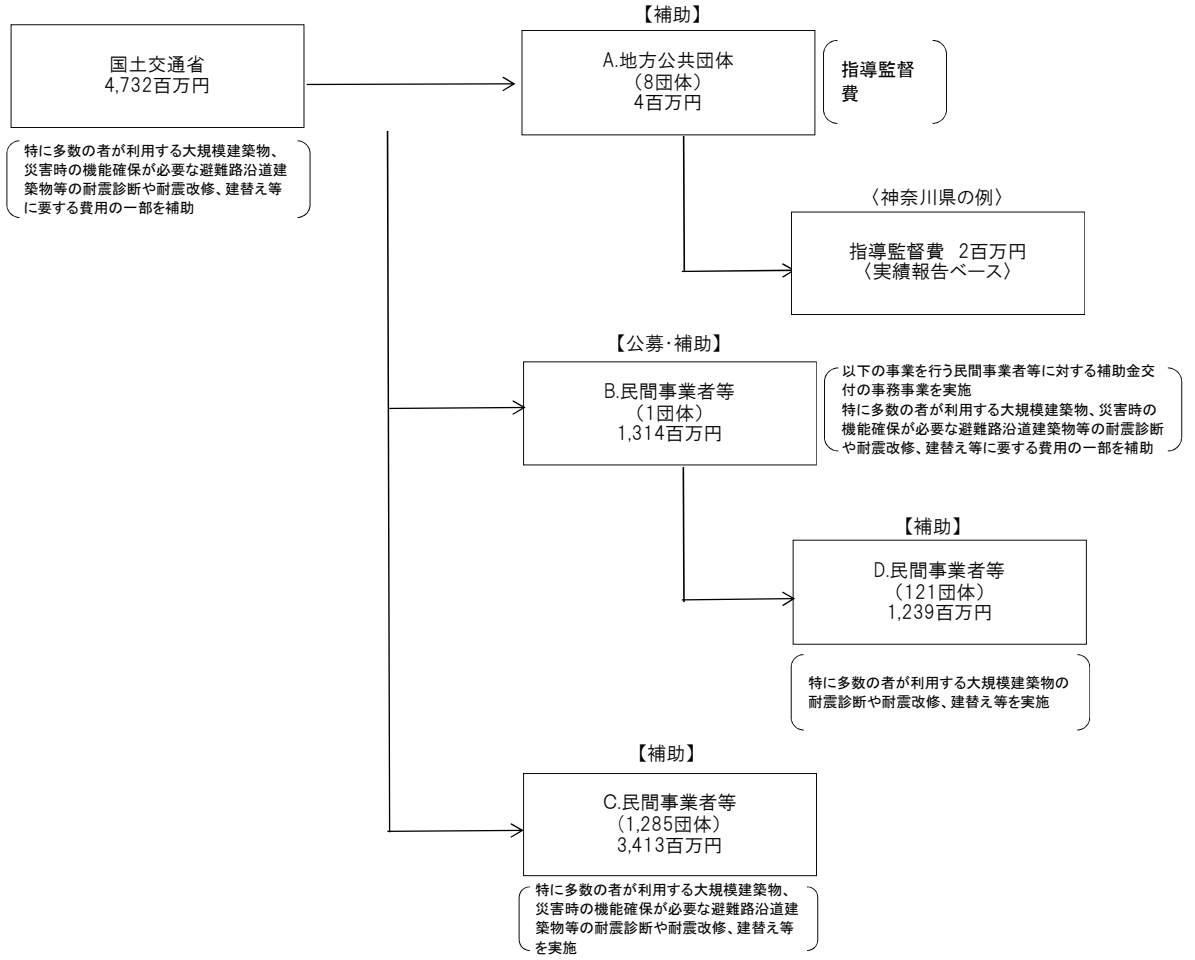 国土交通省
4,732百万円
特に多数の者が利用する大規模建築物、
災害時の機能確保が必要な避難路沿道建
築物等の耐震診断や耐震改修、建替え等
に要する費用の一部を補助
【補助】
A.地方公共団体
(8団体)
4百万円
指導監督
費
〈神奈川県の例〉
指導監督費 2百万円
〈実績報告ベース〉
【公募・補助】
B.民間事業者等
(1団体)
1,314百万円
以下の事業を行う民間事業者等に対する補助金交
付の事務事業を実施
特に多数の者が利用する大規模建築物、災害時の
機能確保が必要な避難路沿道建築物等の耐震診断
や耐震改修、建替え等に要する費用の一部を補助
【補助】
D.民間事業者等
(121団体)
1,239百万円
特に多数の者が利用する大規模建築物の
耐震診断や耐震改修、建替え等を実施
【補助】
C.民間事業者等
(1,285団体)
3,413百万円
特に多数の者が利用する大規模建築物、
災害時の機能確保が必要な避難路沿道建
築物等の耐震診断や耐震改修、建替え等
を実施